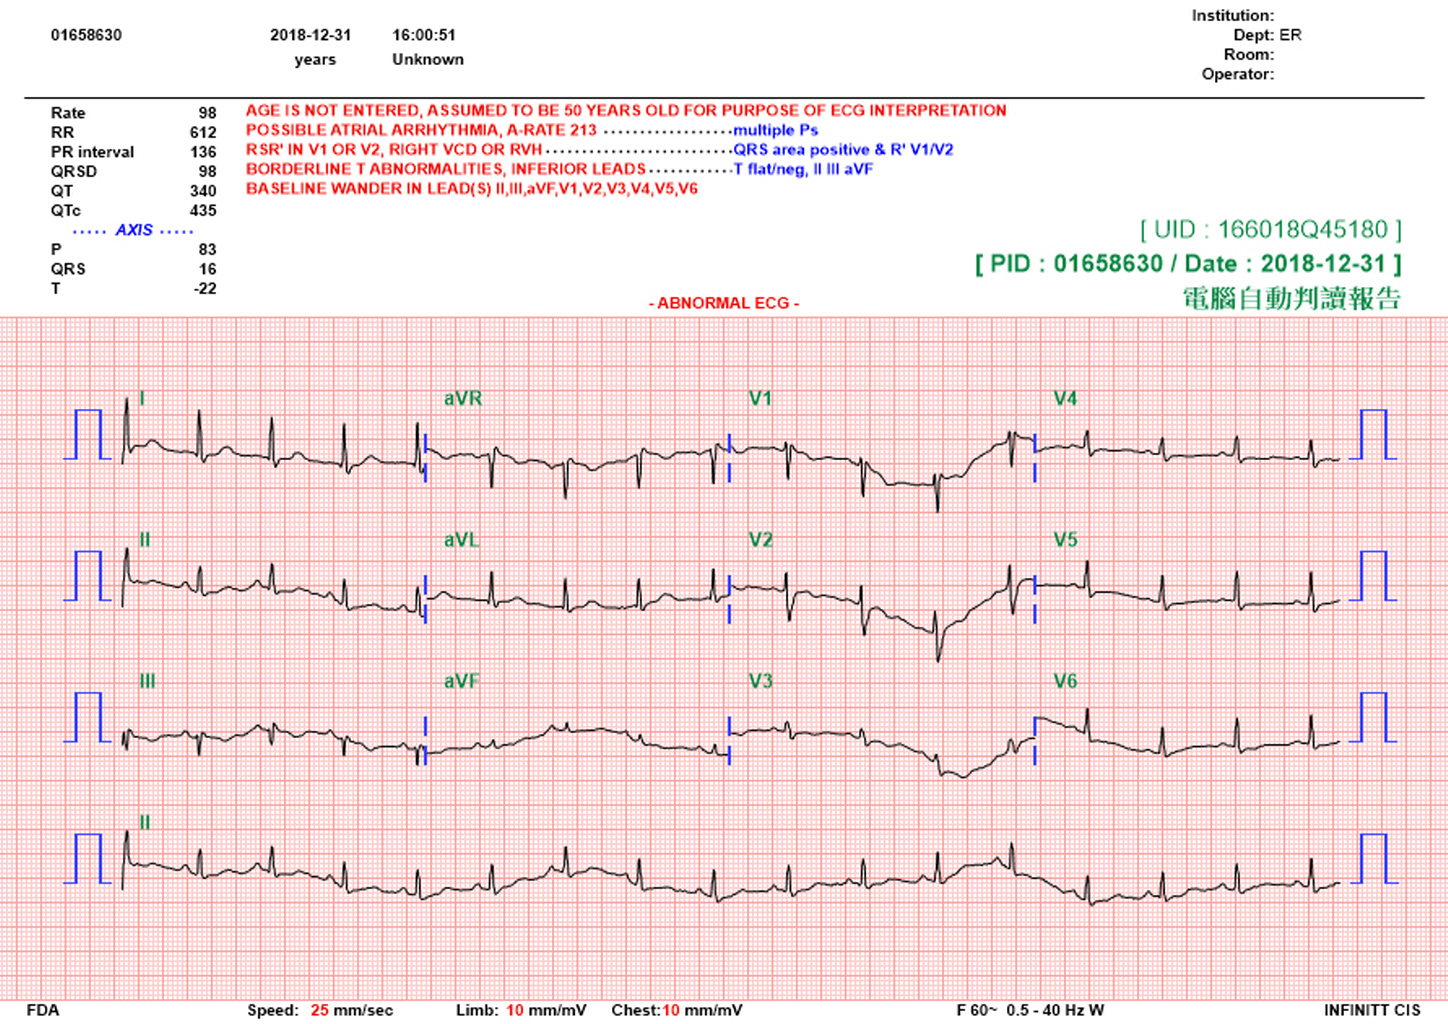 Institution:
01658630 2018-12-31 16:00:51 Dept: ER
years Unknown Room:
Operator:
Rate 98 AGE IS NOT ENTERED, ASSUMED TO BE 50 YEARS OLD FOR PURPOSE OF ECG INTERPRETATION
RR 612 POSSIBLE ATRIAL ARRHYTHMIA, A-RATE 213 ··················multiple Ps
PR interval 136 RSR' IN V1 OR V2, RIGHT VCD OR RVH··························QRS area positive & R' V1/V2
QRSD 98 BORDERLINE T ABNORMALITIES, INFERIOR LEADS···········T flat/neg, II III aVF
QT 340 BASELINE WANDER IN LEAD(S) II,III,aVF,V1,V2,V3,V4,V5,V6
QTc 435
····· AXIS ·····
P 83
QRS 16
T -22
[ UID : 166018Q45180 ]
[ PID : 01658630 / Date : 2018-12-31 ]
電腦自動判讀報告
- ABNORMAL ECG -
I aVR V1 V4
II aVL V2 V5
III aVF V3 V6
II
FDA Speed: 25 mm/sec Limb: 10 mm/mV Chest:10 mm/mV F 60~ 0.5 - 40 Hz W INFINITT CIS